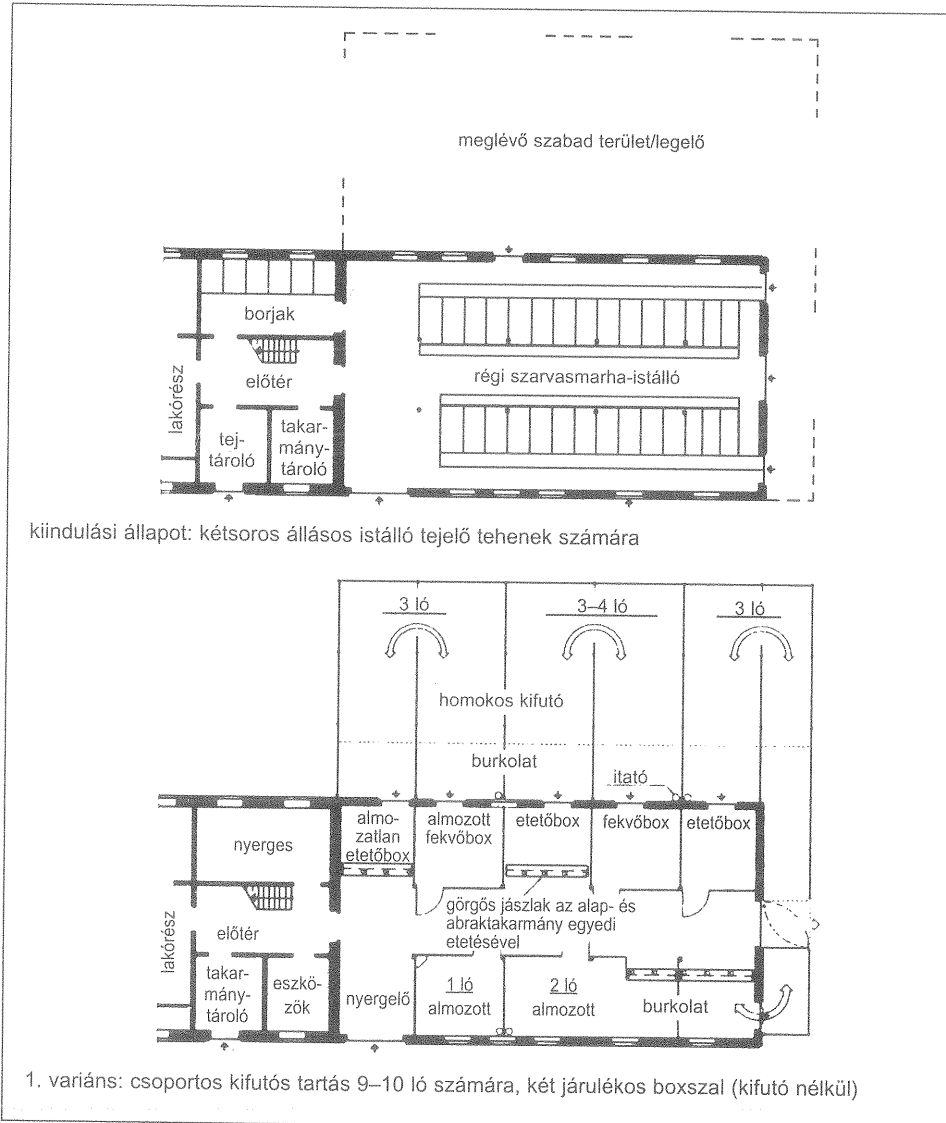 meglévő szabad terület/legelő
borjak
előtér
régi szarvasmarha-istálló
lakórész
tej-
tároló
takar-
mány-
tároló
kiindulási állapot: kétsoros állásos istálló tejelő tehenek számára
3 ló
3–4 ló
3 ló
homokos kifutó
burkolat
itató
nyerges
almo-
zatlan
etetőbox
almozott
fekvőbox
etetőbox
fekvőbox
etetőbox
görgős jászlak az alap- és
abraktakarmány egyedi
etetésével
lakórész
előtér
takar-
mány-
tároló
eszkö-
zök
nyergelő
1 ló
almozott
2 ló
almozott
burkolat
1. variáns: csoportos kifutós tartás 9–10 ló számára, két járulékos boxszal (kifutó nélkül)